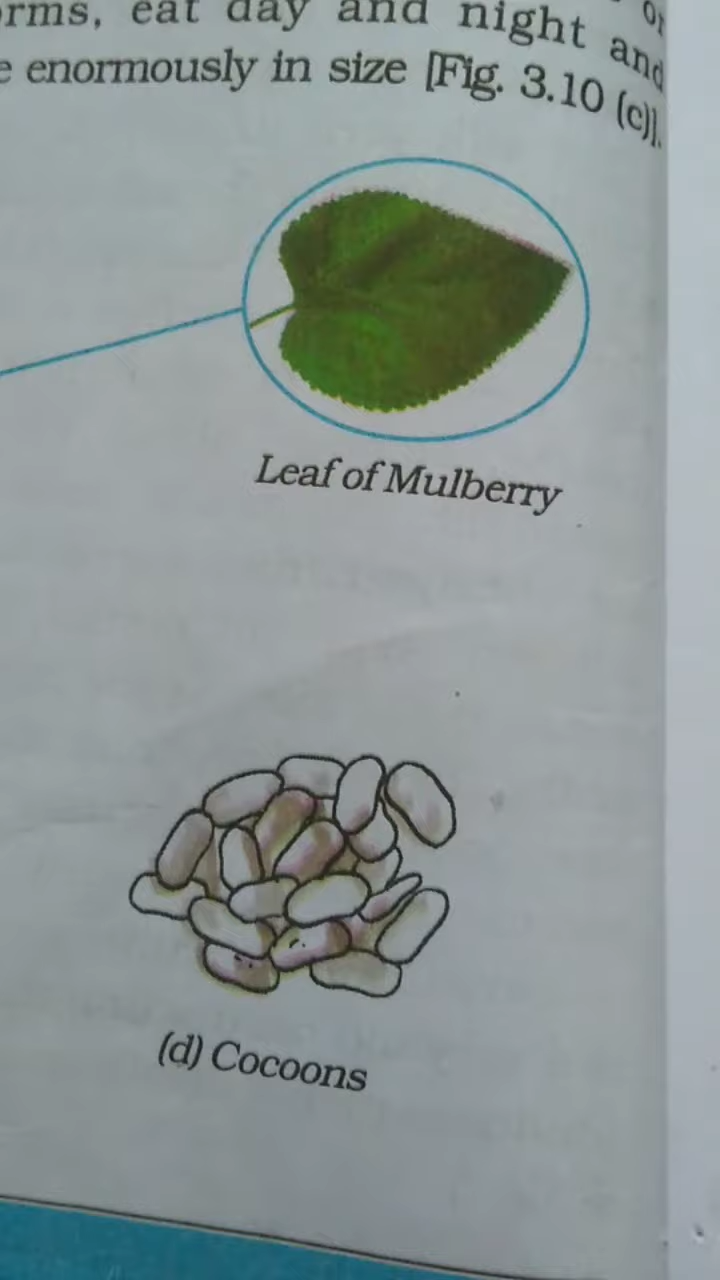 eat day and night and
enormously in size [Fig. 3.10 (c)].
Leaf of Mulberry
(d) Cocoons